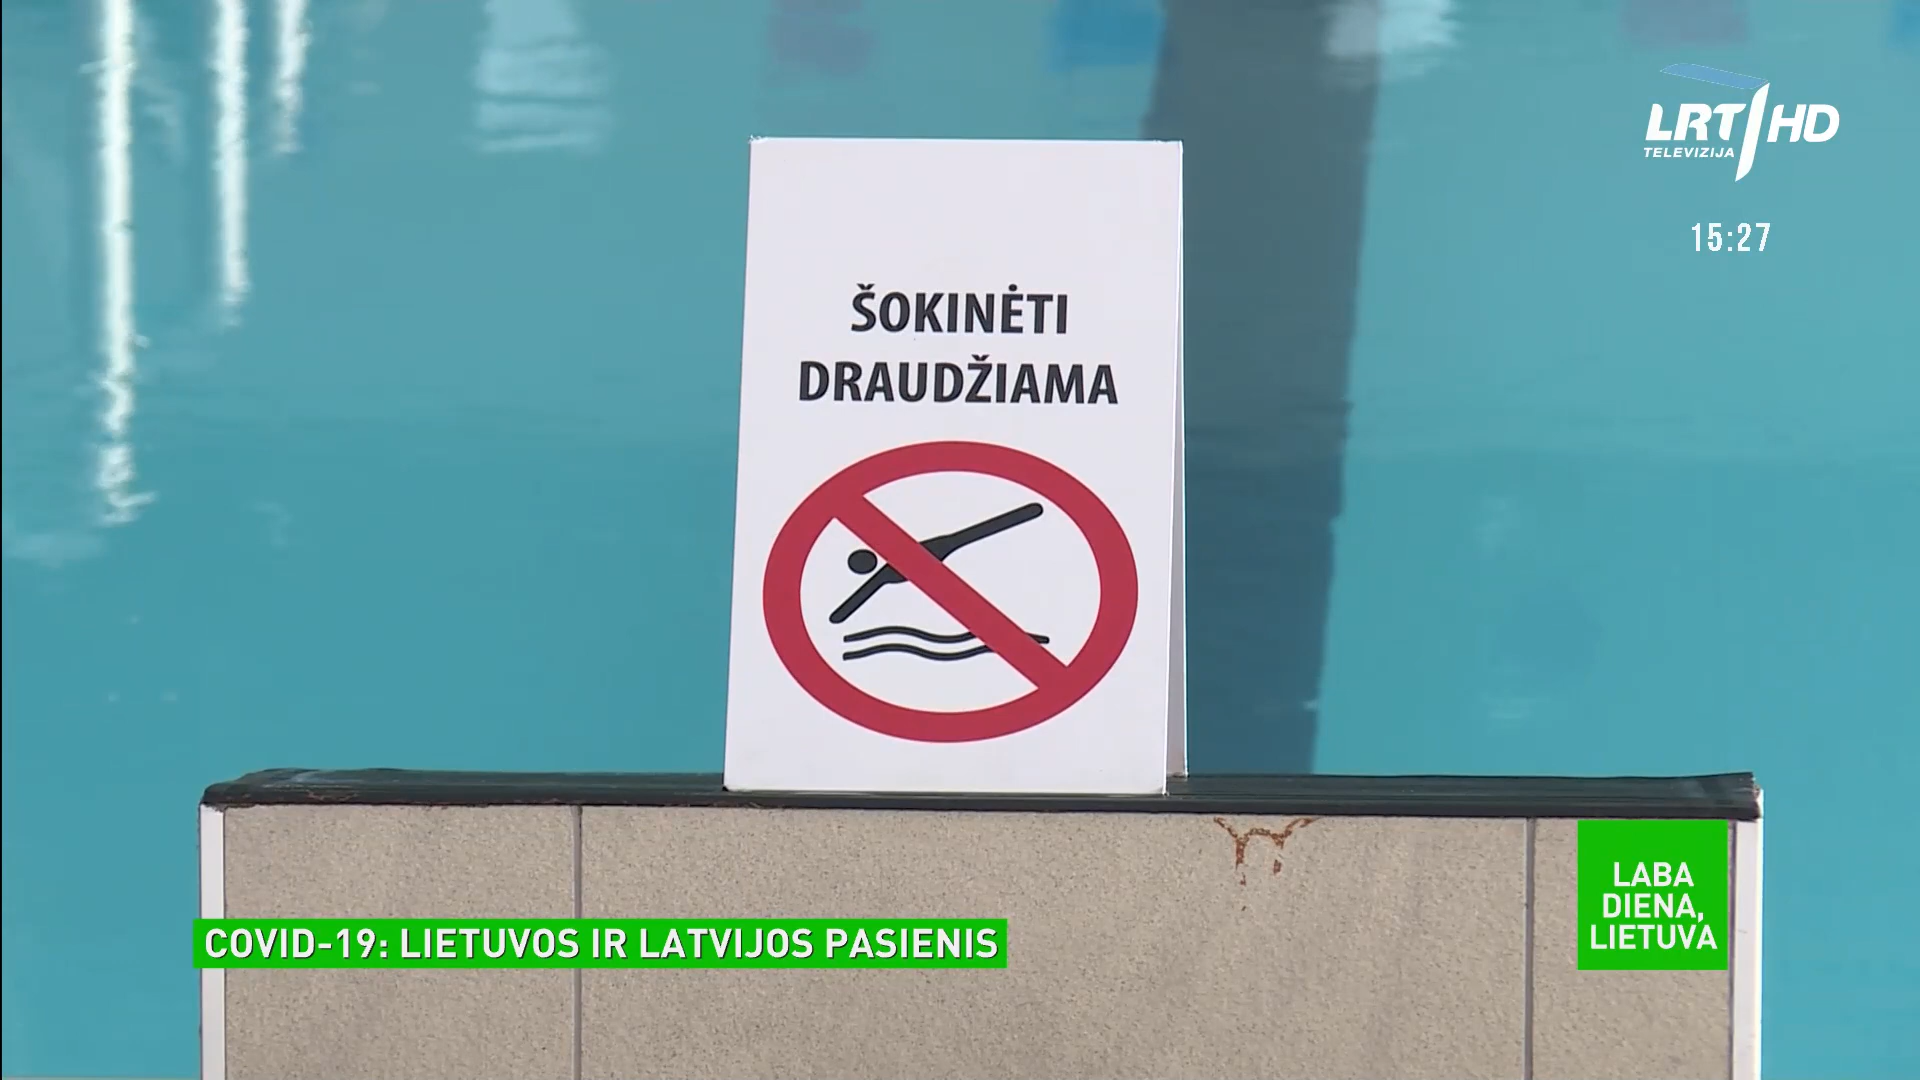 LRT HD
TELEVIZIJA
15:27
ŠOKINĖTI
DRAUDŽIAMA
LABA
DIENA,
LIETUVA
COVID-19: LIETUVOS IR LATVIJOS PASIENIS